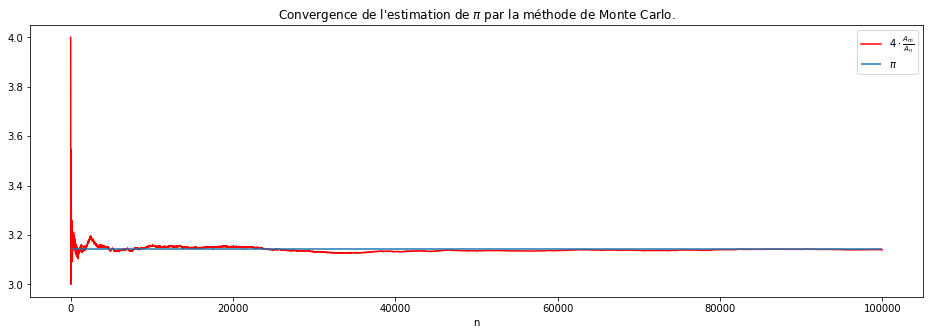 Convergence de l'estimation de π par la méthode de Monte Carlo.
4 · A_m/A_n
π
4.0
3.8
3.6
3.4
3.2
3.0
0 20000 40000 60000 80000 100000
n